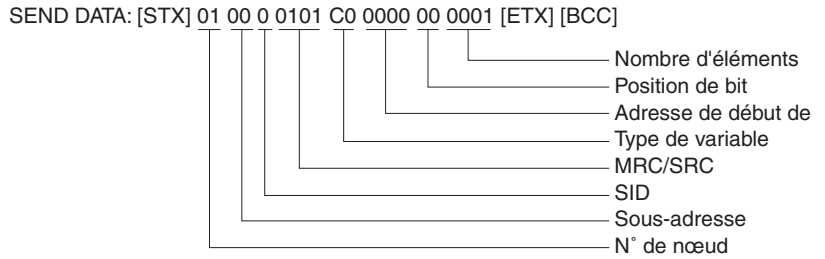 SEND DATA: [STX] 01 00 0 0101 C0 0000 00 0001 [ETX] [BCC]
Nombre d'éléments
Position de bit
Adresse de début de
Type de variable
MRC/SRC
SID
Sous-adresse
N° de nœud